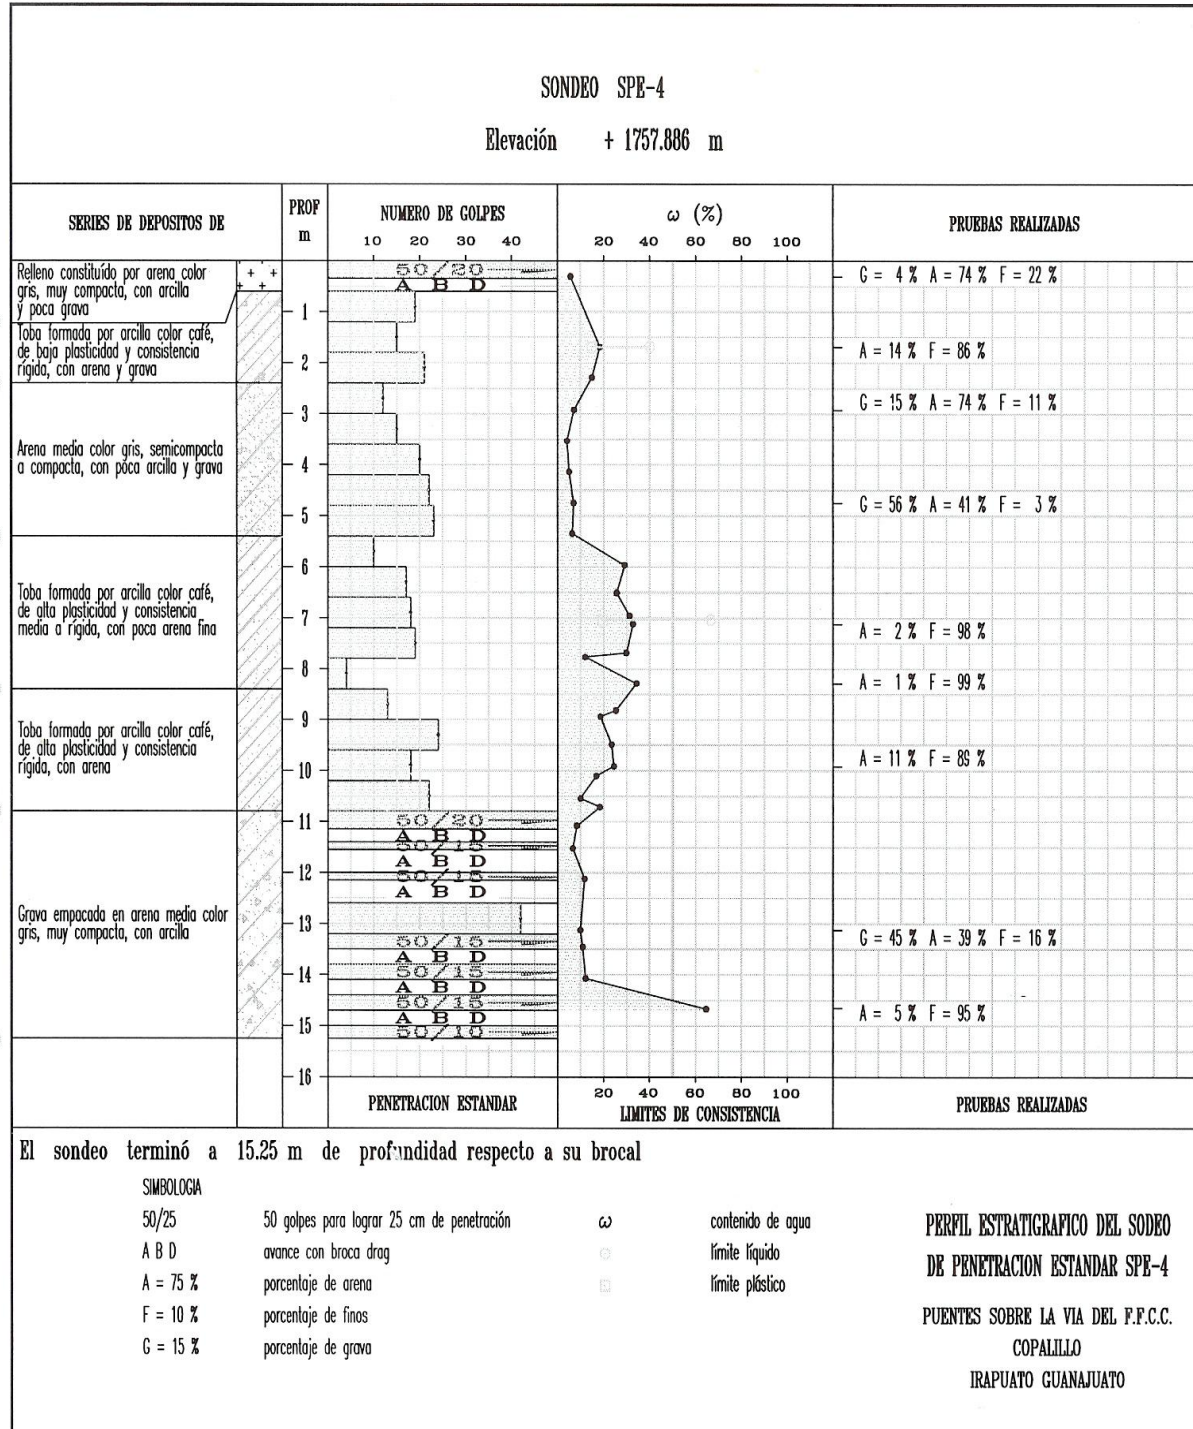 SONDEO SPE-4
Elevación + 1757.886 m
SERIES DE DEPOSITOS DE
PROF
m
NUMERO DE GOLPES
10 20 30 40
ω (%)
20 40 60 80 100
PRUEBAS REALIZADAS
Relleno constituído por arena color
gris, muy compacta, con arcilla
y poca grava
Toba formada por arcilla color café,
de baja plasticidad y consistencia
rígida, con arena y grava
Arena media color gris, semicompacta
a compacta, con poca arcilla y grava
Toba formada por arcilla color café,
de alta plasticidad y consistencia
media a rígida, con poca arena fina
Toba formada por arcilla color café,
de alta plasticidad y consistencia
rígida, con arena
Grava empacada en arena media color
gris, muy compacta, con arcilla
1
2
3
4
5
6
7
8
9
10
11
12
13
14
15
16
50/20
A B D
50/20
A B D
50/15
A B D
50/15
A B D
50/15
A B D
50/15
A B D
50/15
A B D
50/10
PENETRACION ESTANDAR
20 40 60 80 100
LIMITES DE CONSISTENCIA
G = 4 % A = 74 % F = 22 %
A = 14 % F = 86 %
G = 15 % A = 74 % F = 11 %
G = 56 % A = 41 % F = 3 %
A = 2 % F = 98 %
A = 1 % F = 99 %
A = 11 % F = 89 %
G = 45 % A = 39 % F = 16 %
A = 5 % F = 95 %
PRUEBAS REALIZADAS
El sondeo terminó a 15.25 m de profundidad respecto a su brocal
SIMBOLOGIA
50/25 50 golpes para lograr 25 cm de penetración
A B D avance con broca drag
A = 75 % porcentaje de arena
F = 10 % porcentaje de finos
G = 15 % porcentaje de grava
ω contenido de agua
límite líquido
límite plástico
PERFIL ESTRATIGRAFICO DEL SODEO
DE PENETRACION ESTANDAR SPE-4
PUENTES SOBRE LA VIA DEL F.F.C.C.
COPALILLO
IRAPUATO GUANAJUATO